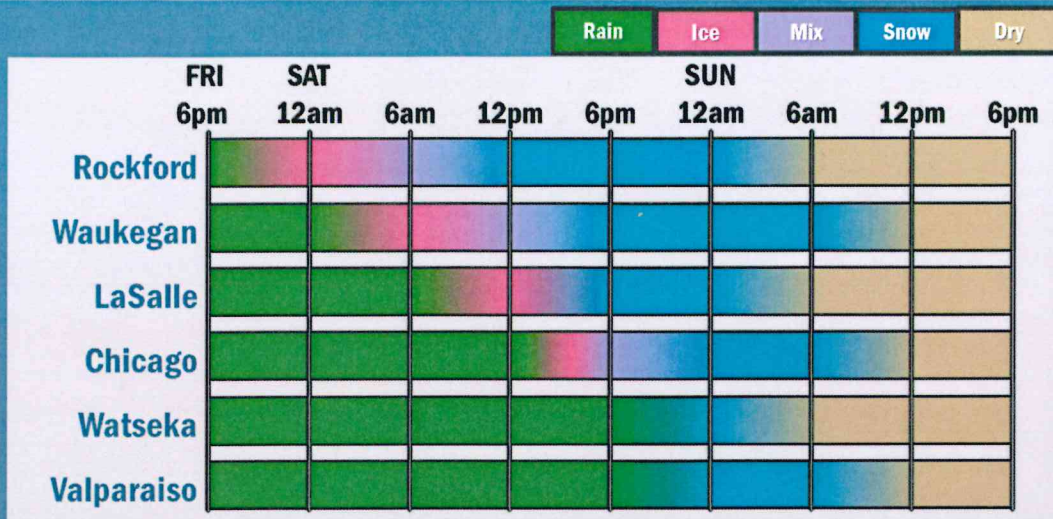 Rain Ice Mix Snow Dry
FRI SAT SUN
6pm 12am 6am 12pm 6pm 12am 6am 12pm 6pm
Rockford
Waukegan
LaSalle
Chicago
Watseka
Valparaiso